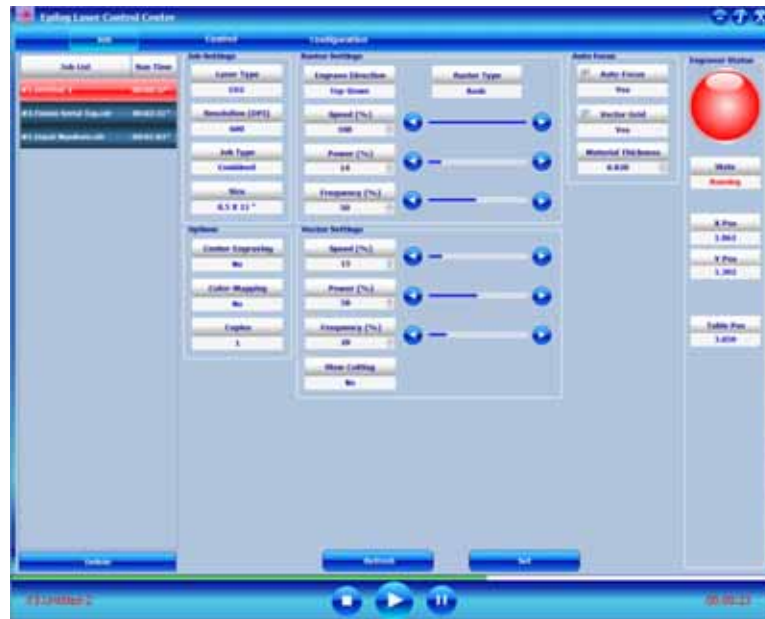 Epilog Laser Control Center
Job
Control
Configuration
Job List
Run Time
Delete
Job Settings
Laser Type
CO2
Resolution (DPI)
600
Job Type
Combined
Size
8.5 X 11 "
Options
Center Engraving
No
Color Mapping
No
Copies
1
Raster Settings
Engrave Direction
Top-Down
Raster Type
Basic
Speed (%)
100
Power (%)
Frequency (%)
50
Vector Settings
Speed (%)
Power (%)
50
Frequency (%)
Slow Cutting
No
Refresh
Set
Auto Focus
Auto Focus
Yes
Vector Grid
Yes
Material Thickness
Engraver Status
State
Running
X Pos
Y Pos
Table Pos